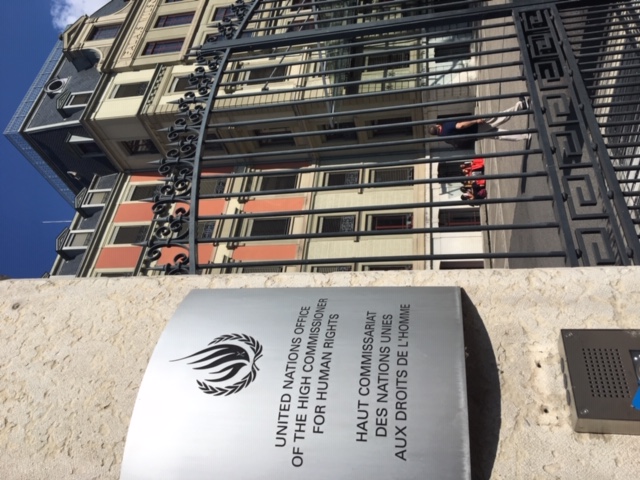 UNITED NATIONS OFFICE
OF THE HIGH COMMISSIONER
FOR HUMAN RIGHTS
HAUT COMMISSARIAT
DES NATIONS UNIES
AUX DROITS DE L'HOMME